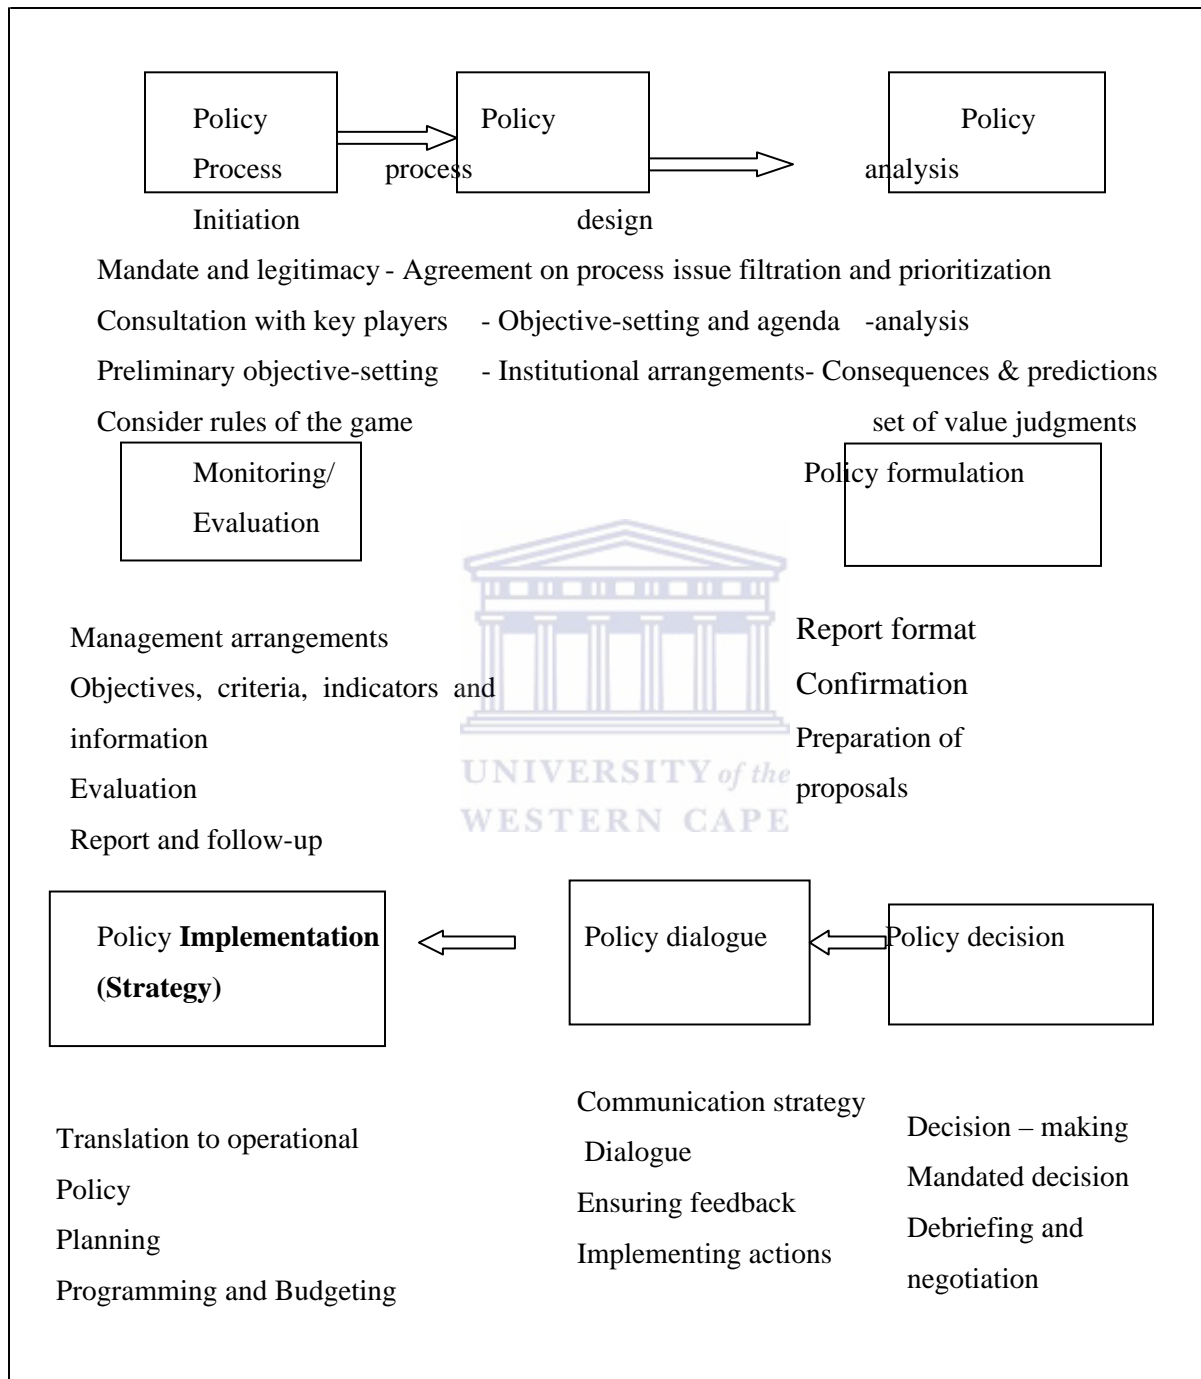 Policy Policy Policy
Process process analysis
Initiation design
Mandate and legitimacy - Agreement on process issue filtration and prioritization
Consultation with key players - Objective-setting and agenda -analysis
Preliminary objective-setting - Institutional arrangements- Consequences & predictions
Consider rules of the game set of value judgments
Monitoring/ Policy formulation
Evaluation
Management arrangements
Objectives, criteria, indicators and
information
Evaluation
Report and follow-up
Report format
Confirmation
Preparation of
proposals
UNIVERSITY of the
WESTERN CAPE
Policy Implementation Policy dialogue Policy decision
(Strategy)
Translation to operational
Policy
Planning
Programming and Budgeting
Communication strategy
Dialogue
Ensuring feedback
Implementing actions
Decision – making
Mandated decision
Debriefing and
negotiation